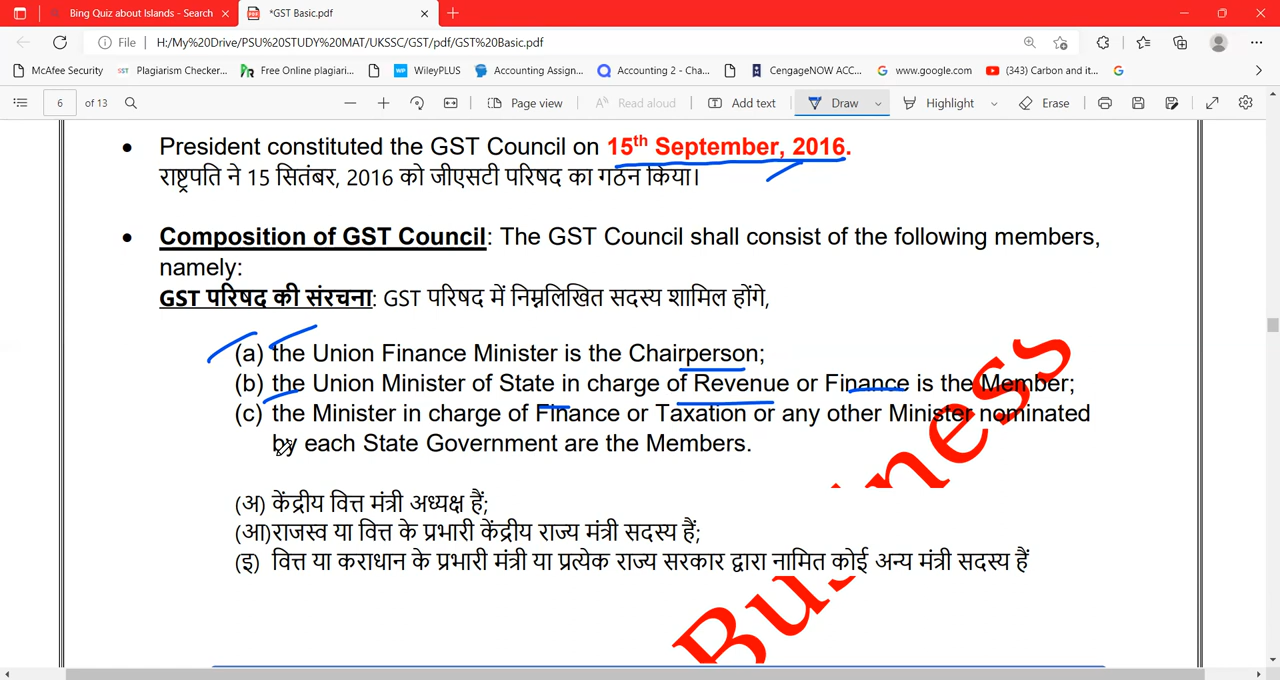 Bing Quiz about Islands - Search
*GST Basic.pdf
File H:/My%20Drive/PSU%20STUDY%20MAT/UKSSC/GST/pdf/GST%20Basic.pdf
McAfee Security SST Plagiarism Checker... Free Online plagiari... WP WileyPLUS Accounting Assign... Accounting 2 - Cha... CengageNOW ACC... www.google.com (343) Carbon and it...
6 of 13 Page view Read aloud Add text Draw Highlight Erase
President constituted the GST Council on 15th September, 2016.
राष्ट्रपति ने 15 सितंबर, 2016 को जीएसटी परिषद का गठन किया।
Composition of GST Council: The GST Council shall consist of the following members,
namely:
GST परिषद की संरचना: GST परिषद में निम्नलिखित सदस्य शामिल होंगे,
(a) the Union Finance Minister is the Chairperson;
(b) the Union Minister of State in charge of Revenue or Finance is the Member;
(c) the Minister in charge of Finance or Taxation or any other Minister nominated
by each State Government are the Members.
(अ) केंद्रीय वित्त मंत्री अध्यक्ष हैं;
(आ)राजस्व या वित्त के प्रभारी केंद्रीय राज्य मंत्री सदस्य हैं;
(इ) वित्त या कराधान के प्रभारी मंत्री या प्रत्येक राज्य सरकार द्वारा नामित कोई अन्य मंत्री सदस्य हैं